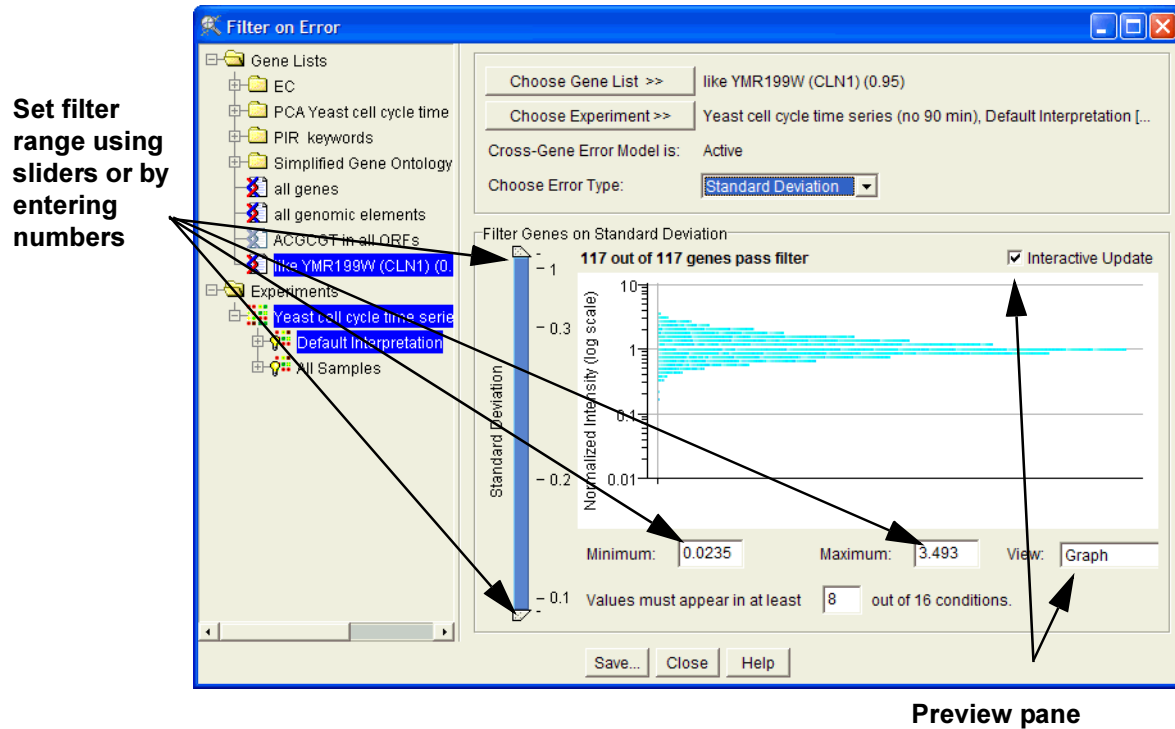 Filter on Error
Set filter
range using
sliders or by
entering
numbers
Gene Lists
EC
PCA Yeast cell cycle time
PIR keywords
Simplified Gene Ontology
all genes
all genomic elements
ACGCGT in all ORFs
like YMR199W (CLN1) (0.
Experiments
Yeast cell cycle time serie
Default Interpretation
All Samples
Choose Gene List >> like YMR199W (CLN1) (0.95)
Choose Experiment >> Yeast cell cycle time series (no 90 min), Default Interpretation [...
Cross-Gene Error Model is: Active
Choose Error Type: Standard Deviation
Filter Genes on Standard Deviation
117 out of 117 genes pass filter
Interactive Update
Standard Deviation
1
0.3
0.2
0.1
Normalized Intensity (log scale)
10
1
0.1
0.01
Minimum: 0.0235 Maximum: 3.493 View: Graph
Values must appear in at least 8 out of 16 conditions.
Save... Close Help
Preview pane